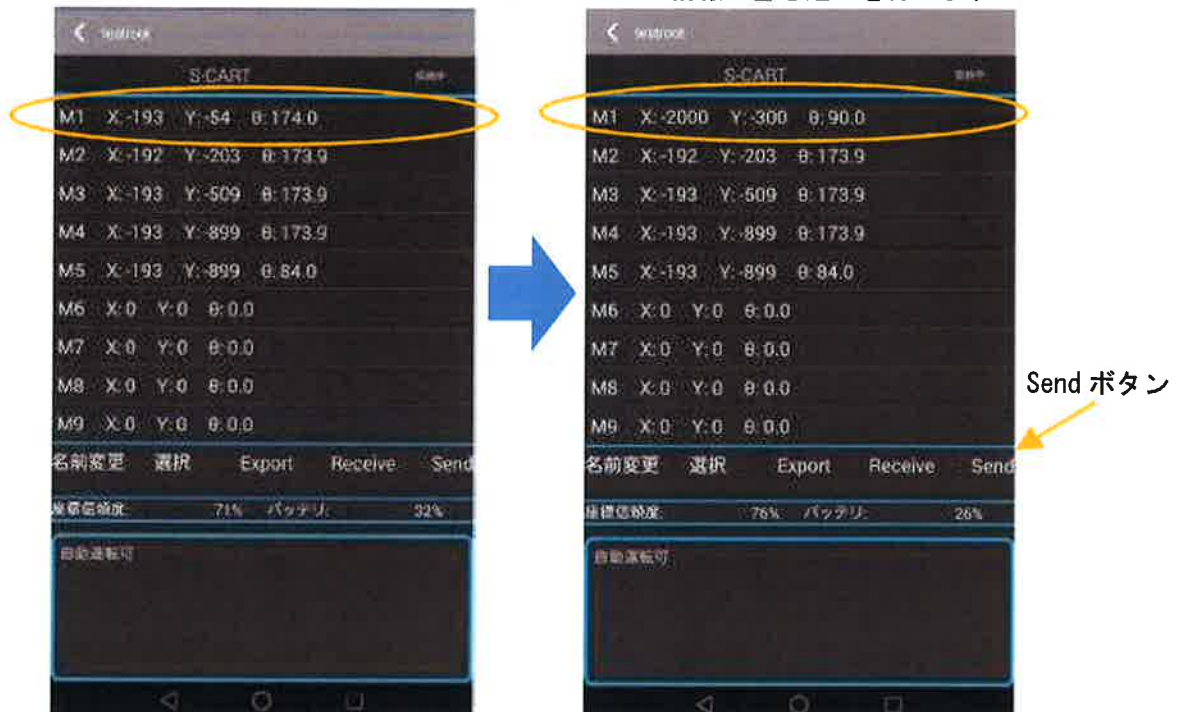 S-CART
M1 X:-193 Y:-54 θ:174.0
M2 X:-192 Y:-203 θ:173.9
M3 X:-193 Y:-509 θ:173.9
M4 X:-193 Y:-899 θ:173.9
M5 X:-193 Y:-899 θ:84.0
M6 X:0 Y:0 θ:0.0
M7 X:0 Y:0 θ:0.0
M8 X:0 Y:0 θ:0.0
M9 X:0 Y:0 θ:0.0
名前変更 選択 Export Receive Send
座標信頼度: 71% バッテリ: 32%
自動運転可
S-CART
M1 X:-2000 Y:-300 θ:90.0
M2 X:-192 Y:-203 θ:173.9
M3 X:-193 Y:-509 θ:173.9
M4 X:-193 Y:-899 θ:173.9
M5 X:-193 Y:-899 θ:84.0
M6 X:0 Y:0 θ:0.0
M7 X:0 Y:0 θ:0.0
M8 X:0 Y:0 θ:0.0
M9 X:0 Y:0 θ:0.0
名前変更 選択 Export Receive Send
座標信頼度: 76% バッテリ: 26%
自動運転可
Send ボタン